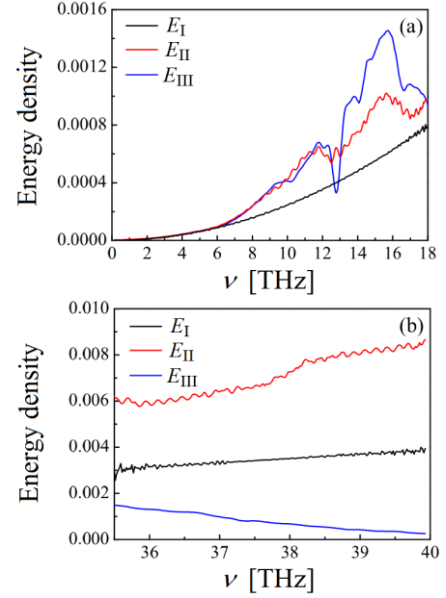 0.0016
(a)
E_I
E_II
0.0012
E_III
0.0008
Energy density
0.0004
0.0000
0 2 4 6 8 10 12 14 16 18
ν [THz]
0.010
(b)
E_I
E_II
0.008
E_III
0.006
Energy density
0.004
0.002
0.000
36 37 38 39 40
ν [THz]